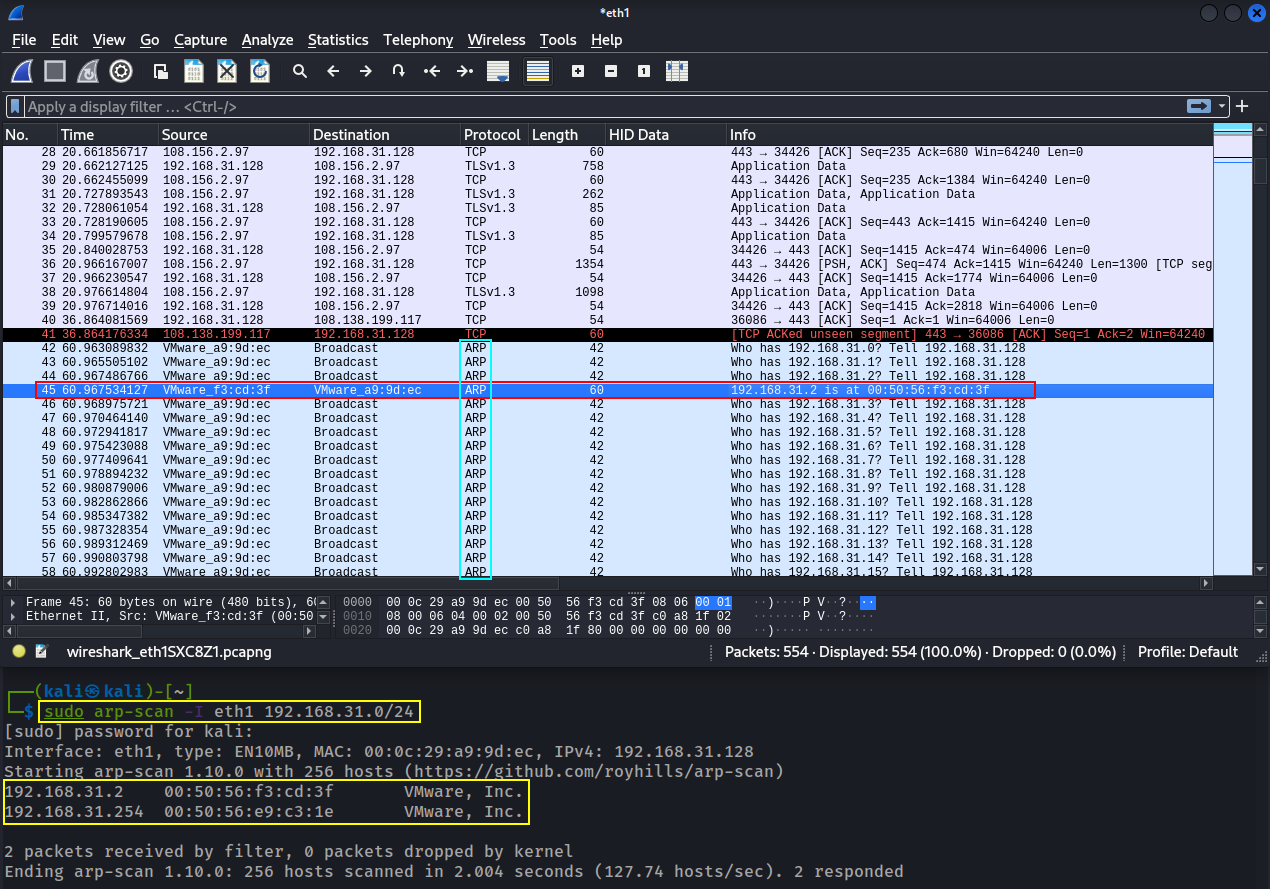 *eth1
File Edit View Go Capture Analyze Statistics Telephony Wireless Tools Help
Apply a display filter … <Ctrl-/>
No. Time Source Destination Protocol Length HID Data Info
28 20.661856717 108.156.2.97 192.168.31.128 TCP 60 443 → 34426 [ACK] Seq=235 Ack=680 Win=64240 Len=0
29 20.662127125 192.168.31.128 108.156.2.97 TLSv1.3 758 Application Data
30 20.662455099 108.156.2.97 192.168.31.128 TCP 60 443 → 34426 [ACK] Seq=235 Ack=1384 Win=64240 Len=0
31 20.727893543 108.156.2.97 192.168.31.128 TLSv1.3 262 Application Data, Application Data
32 20.728061054 192.168.31.128 108.156.2.97 TLSv1.3 85 Application Data
33 20.728190605 108.156.2.97 192.168.31.128 TCP 60 443 → 34426 [ACK] Seq=443 Ack=1415 Win=64240 Len=0
34 20.799579678 108.156.2.97 192.168.31.128 TLSv1.3 85 Application Data
35 20.840028753 192.168.31.128 108.156.2.97 TCP 54 34426 → 443 [ACK] Seq=1415 Ack=474 Win=64006 Len=0
36 20.966167007 108.156.2.97 192.168.31.128 TCP 1354 443 → 34426 [PSH, ACK] Seq=474 Ack=1415 Win=64240 Len=1300 [TCP seg
37 20.966230547 192.168.31.128 108.156.2.97 TCP 54 34426 → 443 [ACK] Seq=1415 Ack=1774 Win=64006 Len=0
38 20.976614804 108.156.2.97 192.168.31.128 TLSv1.3 1098 Application Data, Application Data
39 20.976714016 192.168.31.128 108.156.2.97 TCP 54 34426 → 443 [ACK] Seq=1415 Ack=2818 Win=64006 Len=0
40 36.864081569 192.168.31.128 108.138.199.117 TCP 54 36086 → 443 [ACK] Seq=1 Ack=1 Win=64006 Len=0
41 36.864176334 108.138.199.117 192.168.31.128 TCP 60 [TCP ACKed unseen segment] 443 → 36086 [ACK] Seq=1 Ack=2 Win=64240
42 60.963089832 VMware_a9:9d:ec Broadcast ARP 42 Who has 192.168.31.0? Tell 192.168.31.128
43 60.965505102 VMware_a9:9d:ec Broadcast ARP 42 Who has 192.168.31.1? Tell 192.168.31.128
44 60.967486766 VMware_a9:9d:ec Broadcast ARP 42 Who has 192.168.31.2? Tell 192.168.31.128
45 60.967534127 VMware_f3:cd:3f VMware_a9:9d:ec ARP 60 192.168.31.2 is at 00:50:56:f3:cd:3f
46 60.968975721 VMware_a9:9d:ec Broadcast ARP 42 Who has 192.168.31.3? Tell 192.168.31.128
47 60.970464140 VMware_a9:9d:ec Broadcast ARP 42 Who has 192.168.31.4? Tell 192.168.31.128
48 60.972941817 VMware_a9:9d:ec Broadcast ARP 42 Who has 192.168.31.5? Tell 192.168.31.128
49 60.975423088 VMware_a9:9d:ec Broadcast ARP 42 Who has 192.168.31.6? Tell 192.168.31.128
50 60.977409641 VMware_a9:9d:ec Broadcast ARP 42 Who has 192.168.31.7? Tell 192.168.31.128
51 60.978894232 VMware_a9:9d:ec Broadcast ARP 42 Who has 192.168.31.8? Tell 192.168.31.128
52 60.980879006 VMware_a9:9d:ec Broadcast ARP 42 Who has 192.168.31.9? Tell 192.168.31.128
53 60.982862866 VMware_a9:9d:ec Broadcast ARP 42 Who has 192.168.31.10? Tell 192.168.31.128
54 60.985347382 VMware_a9:9d:ec Broadcast ARP 42 Who has 192.168.31.11? Tell 192.168.31.128
55 60.987328354 VMware_a9:9d:ec Broadcast ARP 42 Who has 192.168.31.12? Tell 192.168.31.128
56 60.989312469 VMware_a9:9d:ec Broadcast ARP 42 Who has 192.168.31.13? Tell 192.168.31.128
57 60.990803798 VMware_a9:9d:ec Broadcast ARP 42 Who has 192.168.31.14? Tell 192.168.31.128
58 60.992802983 VMware_a9:9d:ec Broadcast ARP 42 Who has 192.168.31.15? Tell 192.168.31.128
Frame 45: 60 bytes on wire (480 bits), 60
Ethernet II, Src: VMware_f3:cd:3f (00:50
0000 00 0c 29 a9 9d ec 00 50 56 f3 cd 3f 08 06 00 01 ··)····P V··?····
0010 08 00 06 04 00 02 00 50 56 f3 cd 3f c0 a8 1f 02 ·······P V··?····
0020 00 0c 29 a9 9d ec c0 a8 1f 80 00 00 00 00 00 00 ··)····· ········
wireshark_eth1SXC8Z1.pcapng
Packets: 554 · Displayed: 554 (100.0%) · Dropped: 0 (0.0%)
Profile: Default
┌──(kali㉿kali)-[~]
└─$ sudo arp-scan -I eth1 192.168.31.0/24
[sudo] password for kali:
Interface: eth1, type: EN10MB, MAC: 00:0c:29:a9:9d:ec, IPv4: 192.168.31.128
Starting arp-scan 1.10.0 with 256 hosts (https://github.com/royhills/arp-scan)
192.168.31.2 00:50:56:f3:cd:3f VMware, Inc.
192.168.31.254 00:50:56:e9:c3:1e VMware, Inc.
2 packets received by filter, 0 packets dropped by kernel
Ending arp-scan 1.10.0: 256 hosts scanned in 2.004 seconds (127.74 hosts/sec). 2 responded